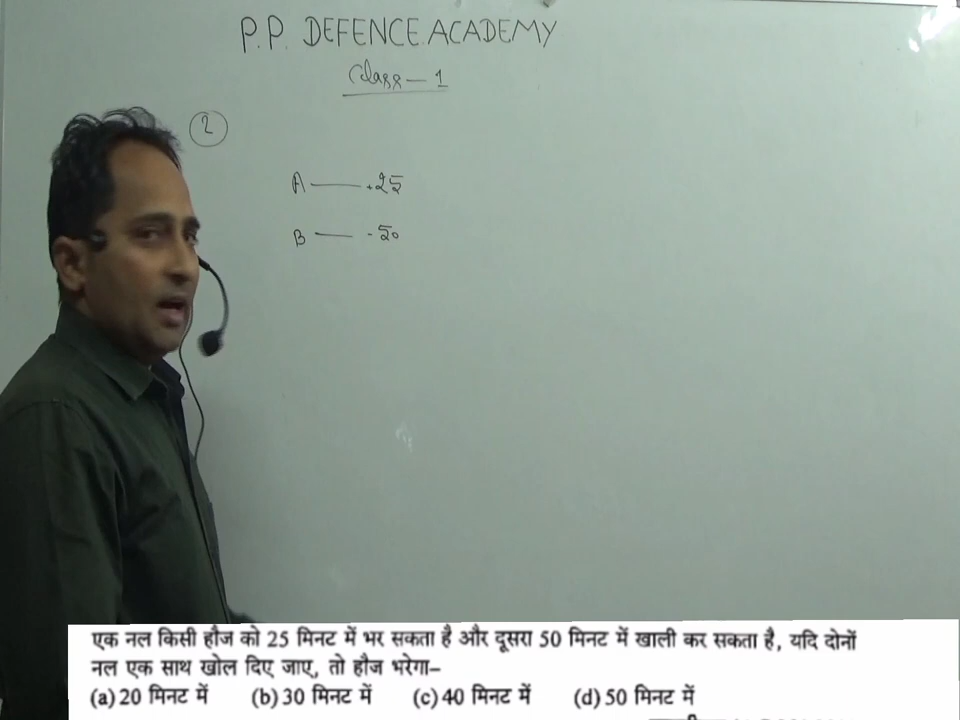 P.P. DEFENCE ACADEMY
Class - 1
2
A — +25
B — - 50
एक नल किसी हौज को 25 मिनट में भर सकता है और दूसरा 50 मिनट में खाली कर सकता है, यदि दोनों
नल एक साथ खोल दिए जाए, तो हौज भरेगा–
(a) 20 मिनट में (b) 30 मिनट में (c) 40 मिनट में (d) 50 मिनट में